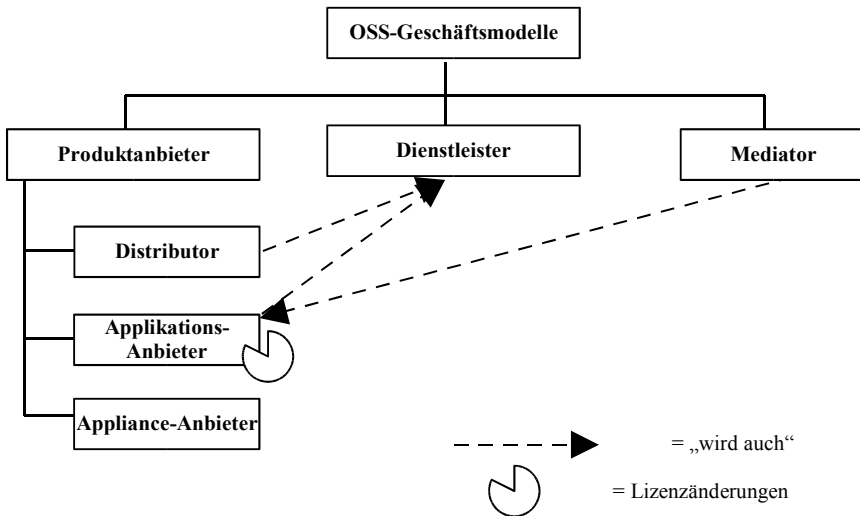 OSS-Geschäftsmodelle
Produktanbieter
Dienstleister
Mediator
Distributor
Applikations-
Anbieter
Appliance-Anbieter
= „wird auch“
= Lizenzänderungen